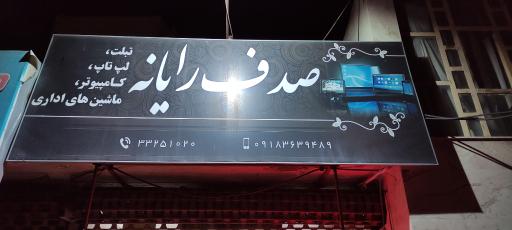 صدف رایانه
تبلت،
لپ تاپ،
کامپیوتر،
ماشین های اداری
۰۹۱۸۳۶۳۹۴۸۹
۳۳۲۵۱۰۲۰